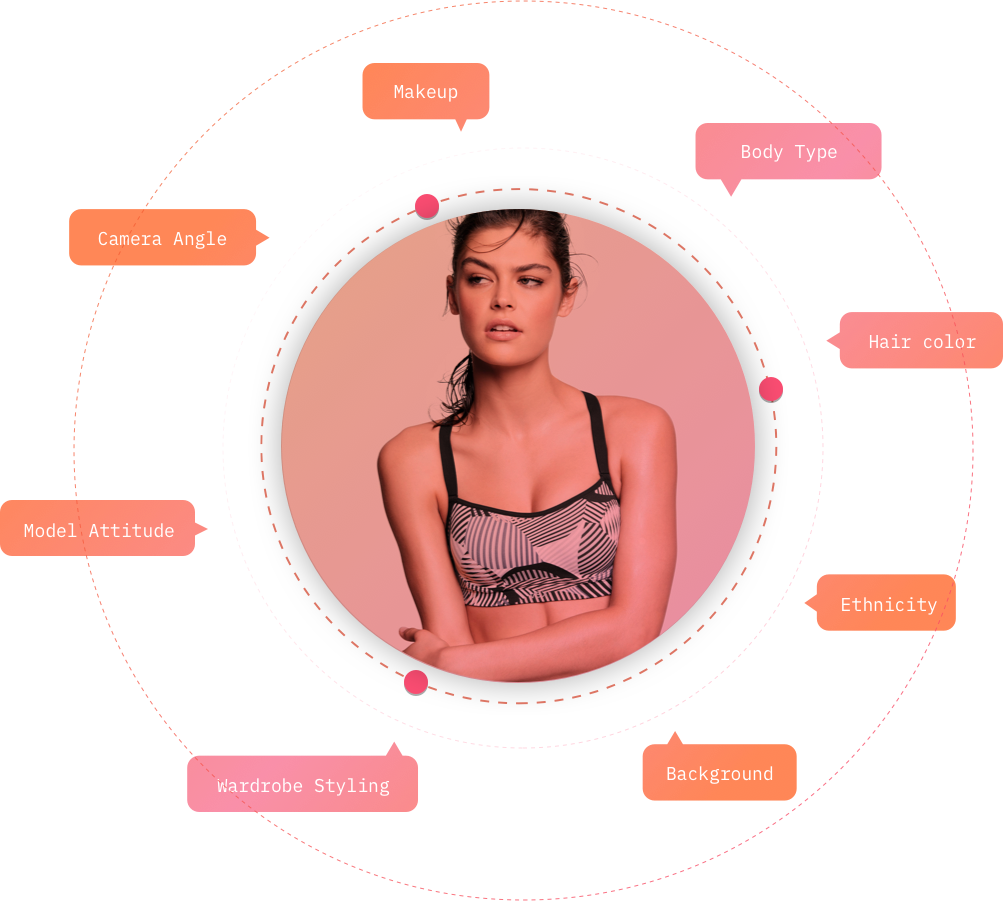 Makeup
Body Type
Camera Angle
Hair color
Model Attitude
Ethnicity
Background
Wardrobe Styling